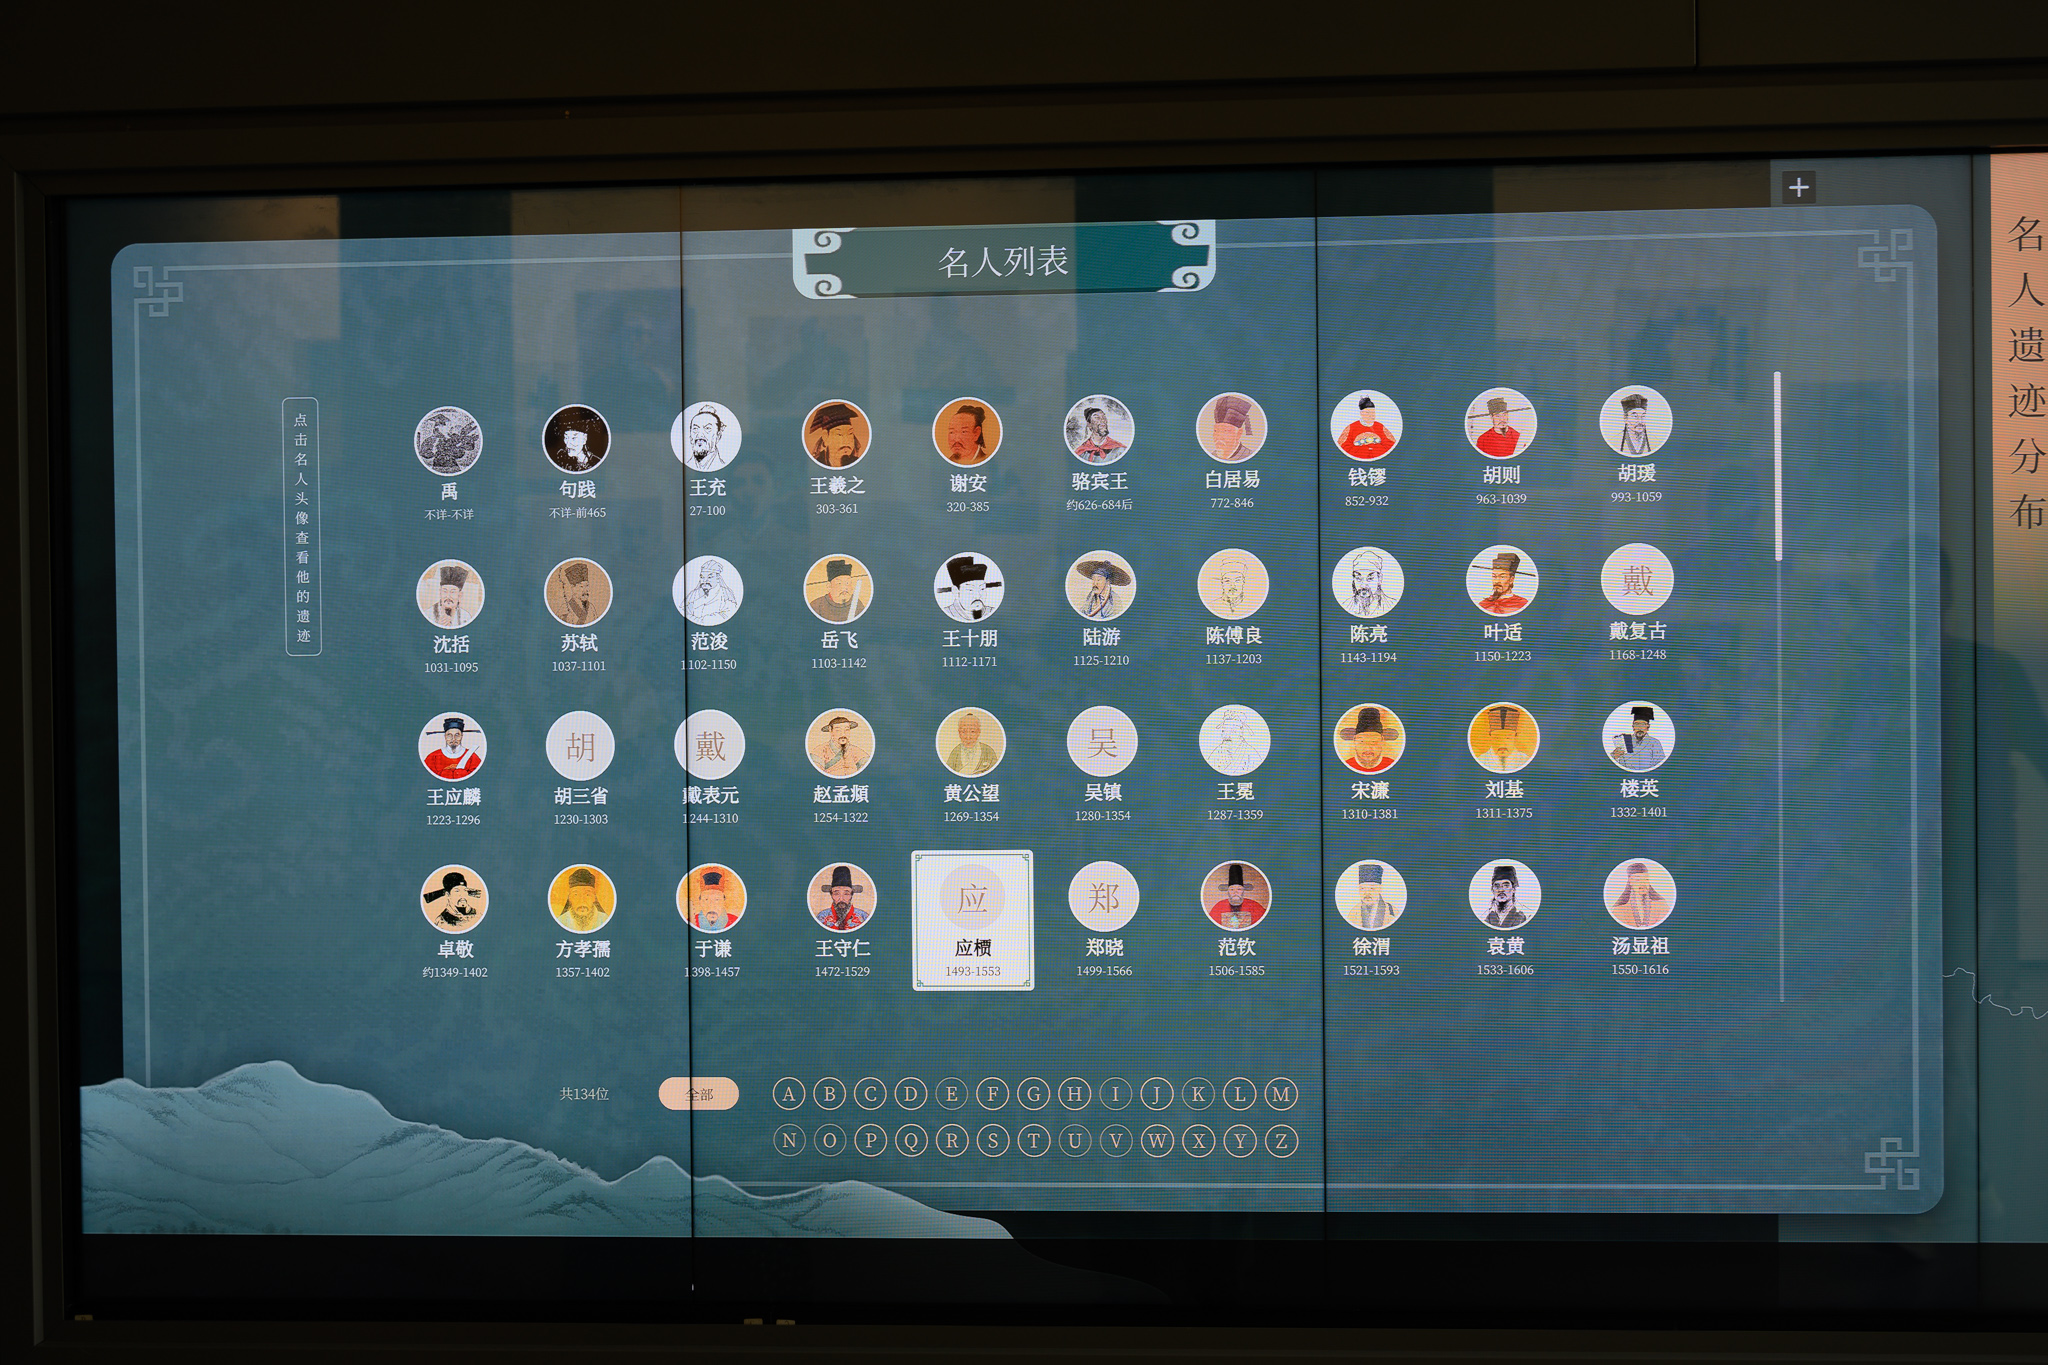 名人列表
名人遗迹分布
点击名人头像查看他的遗迹
禹 句践 王充 王羲之 谢安 骆宾王 白居易 钱镠 胡则 胡瑗
不详-不详 不详-前465 27-100 303-361 320-385 约626-684后 772-846 852-932 963-1039 993-1059
戴
沈括 苏轼 范浚 岳飞 王十朋 陆游 陈傅良 陈亮 叶适 戴复古
1031-1095 1037-1101 1102-1150 1103-1142 1112-1171 1125-1210 1137-1203 1143-1194 1150-1223 1168-1248
胡 戴 吴
王应麟 胡三省 戴表元 赵孟頫 黄公望 吴镇 王冕 宋濂 刘基 楼英
1223-1296 1230-1303 1244-1310 1254-1322 1269-1354 1280-1354 1287-1359 1310-1381 1311-1375 1332-1401
应 郑
卓敬 方孝孺 于谦 王守仁 应槚 郑晓 范钦 徐渭 袁黄 汤显祖
约1349-1402 1357-1402 1398-1457 1472-1529 1493-1553 1499-1566 1506-1585 1521-1593 1533-1606 1550-1616
共134位 全部 A B C D E F G H I J K L M
N O P Q R S T U V W X Y Z